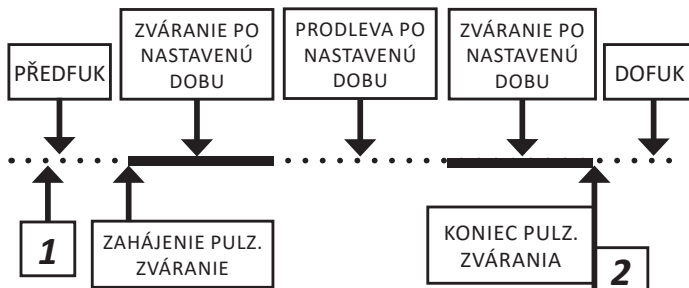 PŘEDFUK
ZVÁRANIE PO
NASTAVENÚ
DOBU
PRODLEVA PO
NASTAVENÚ
DOBU
ZVÁRANIE PO
NASTAVENÚ
DOBU
DOFUK
1
ZAHÁJENIE PULZ.
ZVÁRANIE
KONIEC PULZ.
ZVÁRANIA
2